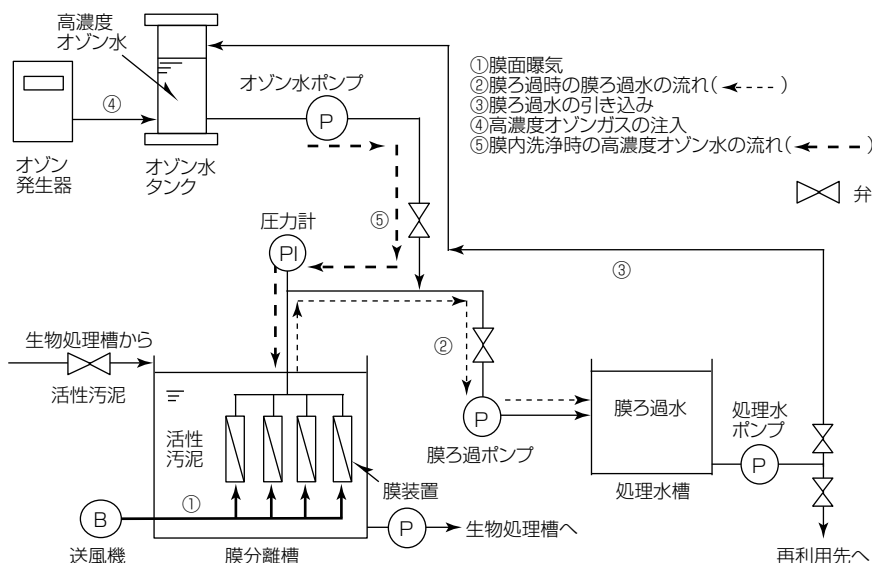 高濃度
オゾン水
オゾン
発生器
④
オゾン水
タンク
オゾン水ポンプ
P
①膜面曝気
②膜ろ過時の膜ろ過水の流れ( )
③膜ろ過水の引き込み
④高濃度オゾンガスの注入
⑤膜内洗浄時の高濃度オゾン水の流れ( )
弁
圧力計
PI
⑤
③
生物処理槽から
活性汚泥
②
活性
汚泥
①
B
送風機
膜分離槽
膜装置
P
生物処理槽へ
P
膜ろ過ポンプ
膜ろ過水
処理水槽
処理水
ポンプ
P
再利用先へ